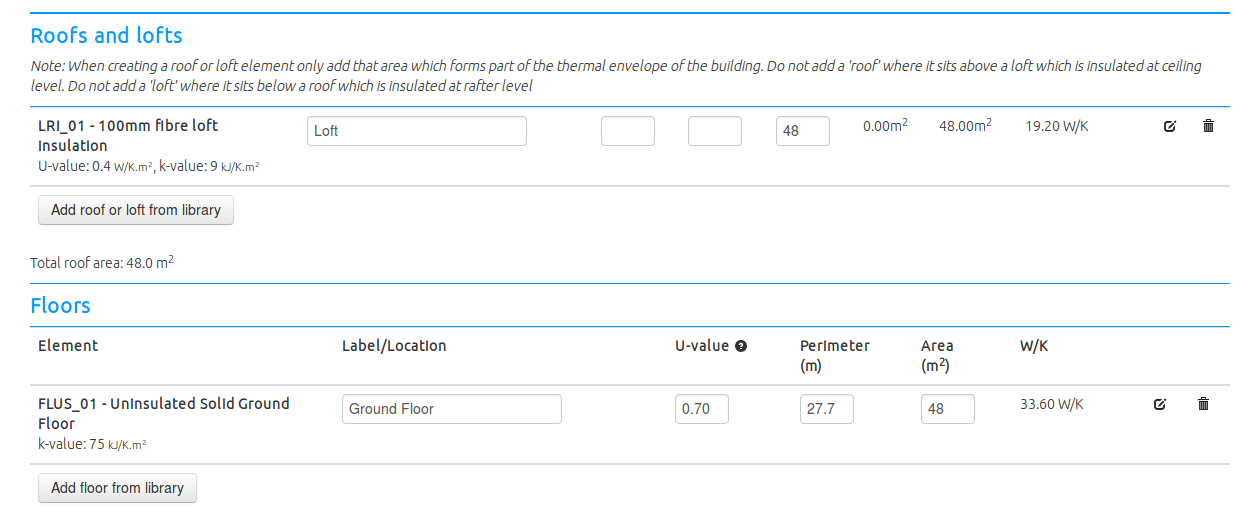 Roofs and lofts
Note: When creating a roof or loft element only add that area which forms part of the thermal envelope of the building. Do not add a 'roof' where it sits above a loft which is insulated at ceiling
level. Do not add a 'loft' where it sits below a roof which is insulated at rafter level
LRI_01 - 100mm fibre loft
insulation
U-value: 0.4 W/K.m², k-value: 9 kJ/K.m²
Loft
48
0.00m²
48.00m²
19.20 W/K
Add roof or loft from library
Total roof area: 48.0 m²
Floors
Element
Label/Location
U-value
Perimeter
(m)
Area
(m²)
W/K
FLUS_01 - Uninsulated Solid Ground
Floor
k-value: 75 kJ/K.m²
Ground Floor
0.70
27.7
48
33.60 W/K
Add floor from library